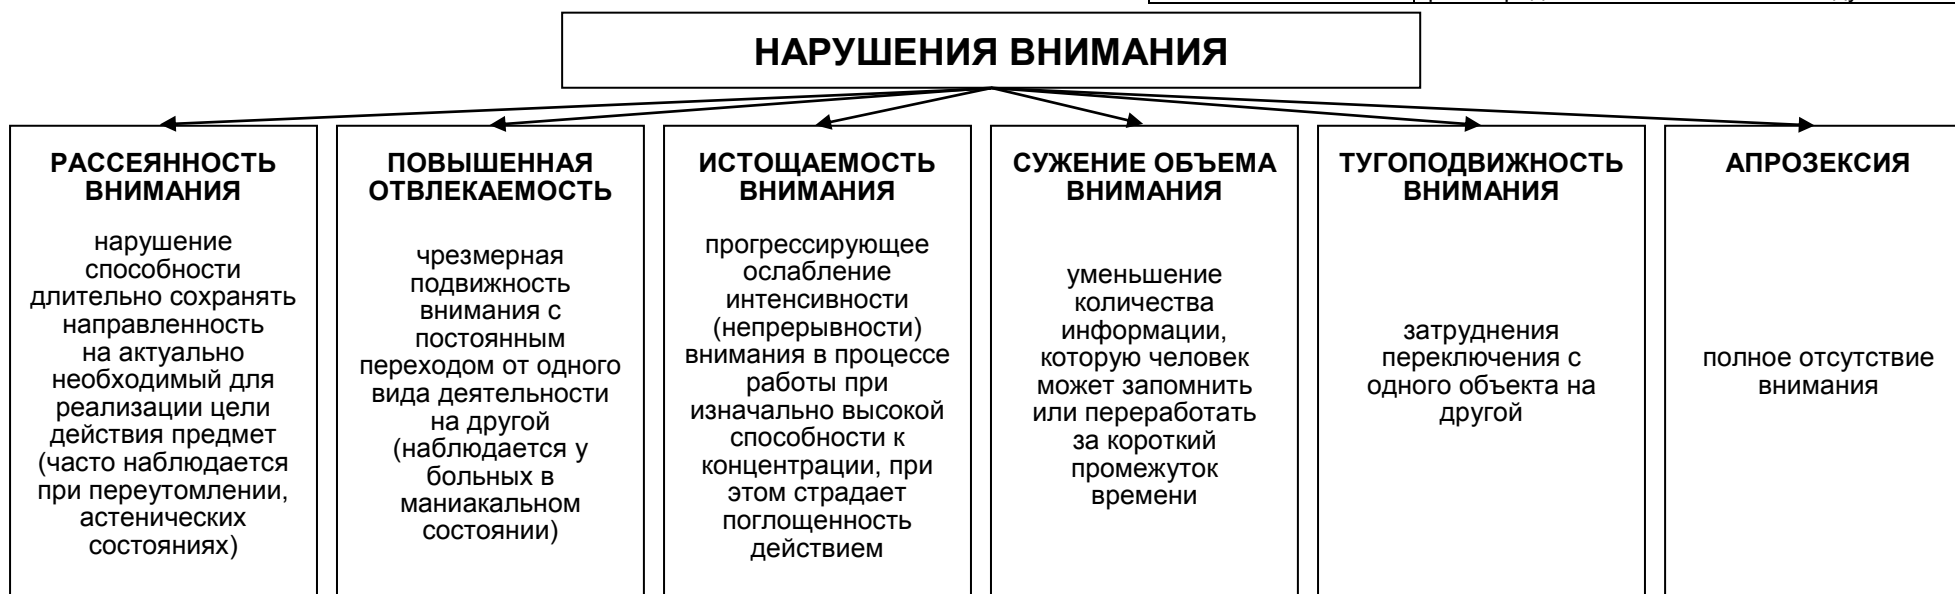 НАРУШЕНИЯ ВНИМАНИЯ
РАССЕЯННОСТЬ
ВНИМАНИЯ
нарушение
способности
длительно сохранять
направленность
на актуально
необходимый для
реализации цели
действия предмет
(часто наблюдается
при переутомлении,
астенических
состояниях)
ПОВЫШЕННАЯ
ОТВЛЕКАЕМОСТЬ
чрезмерная
подвижность
внимания с
постоянным
переходом от одного
вида деятельности
на другой
(наблюдается у
больных в
маниакальном
состоянии)
ИСТОЩАЕМОСТЬ
ВНИМАНИЯ
прогрессирующее
ослабление
интенсивности
(непрерывности)
внимания в процессе
работы при
изначально высокой
способности к
концентрации, при
этом страдает
поглощенность
действием
СУЖЕНИЕ ОБЪЕМА
ВНИМАНИЯ
уменьшение
количества
информации,
которую человек
может запомнить
или переработать
за короткий
промежуток
времени
ТУГОПОДВИЖНОСТЬ
ВНИМАНИЯ
затруднения
переключения с
одного объекта на
другой
АПРОЗЕКСИЯ
полное отсутствие
внимания